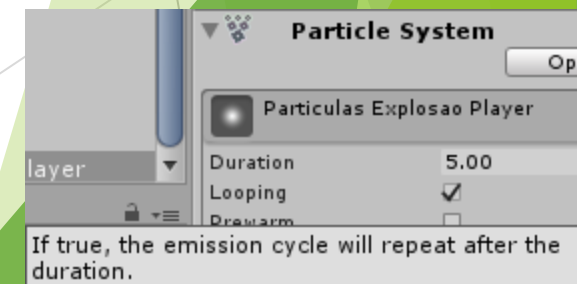 Particle System
Op
Particulas Explosao Player
layer
Duration 5.00
Looping
Prewarm
If true, the emission cycle will repeat after the
duration.